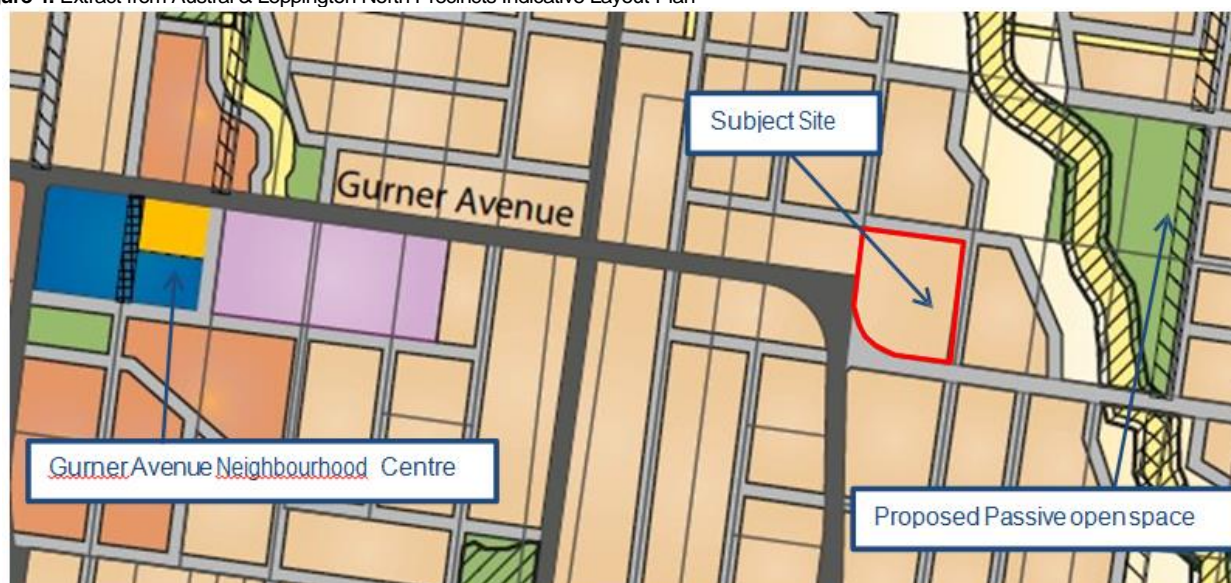 Extract from Austral & Leppington North Precincts Indicative Layout Plan
Subject Site
Gurner Avenue
Gurner Avenue Neighbourhood Centre
Proposed Passive open space